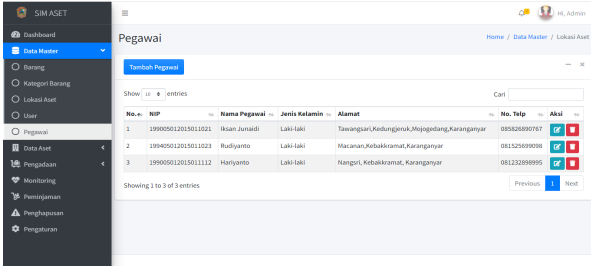 SIM ASET
Hi, Admin
Dashboard
Data Master
Barang
Kategori Barang
Lokasi Aset
User
Pegawai
Data Aset
Pengadaan
Monitoring
Peminjaman
Penghapusan
Pengaturan
Pegawai
Home / Data Master / Lokasi Aset
Tambah Pegawai
Show 10 entries
Cari
No. NIP Nama Pegawai Jenis Kelamin Alamat No. Telp Aksi
1 199005012015011021 Iksan Junaidi Laki-laki Tawangsari,Kedungjeruk,Mojogedang,Karanganyar 085826890767
2 199405012015011023 Rudiyanto Laki-laki Macanan,Kebakkramat,Karanganyar 081525699098
3 199005012015011112 Hariyanto Laki-laki Nangsri, Kebakkramat, Karanganyar 081232898995
Showing 1 to 3 of 3 entries
Previous 1 Next